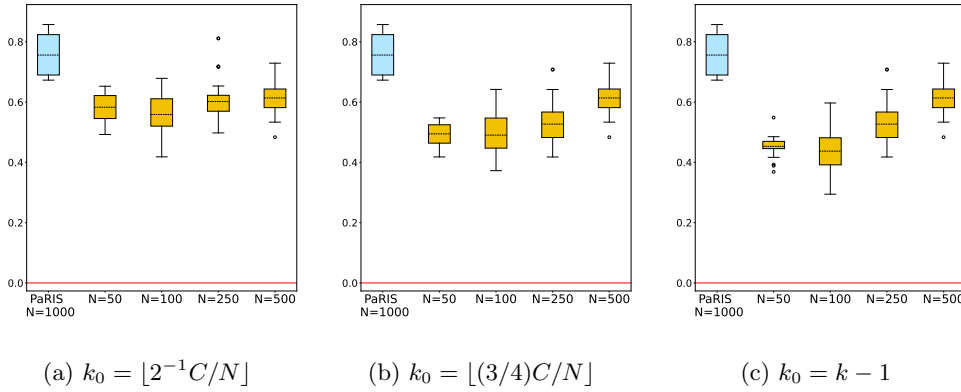 0.8
0.6
0.4
0.2
0.0
PaRIS N=50 N=100 N=250 N=500
N=1000
0.8
0.6
0.4
0.2
0.0
PaRIS N=50 N=100 N=250 N=500
N=1000
0.8
0.6
0.4
0.2
0.0
PaRIS N=50 N=100 N=250 N=500
N=1000
(a) k₀ = ⌊2⁻¹C/N⌋
(b) k₀ = ⌊(3/4)C/N⌋
(c) k₀ = k − 1